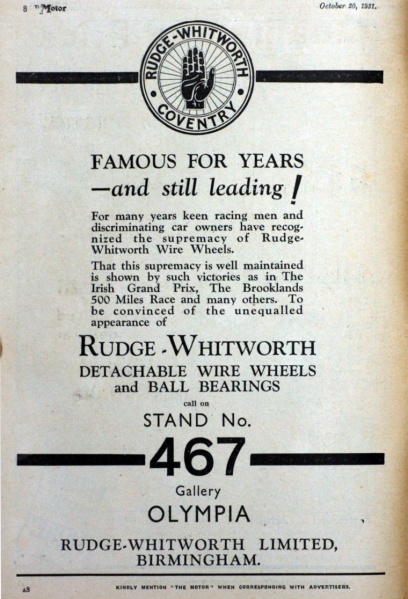 8 The Motor October 20, 1931.
RUDGE-WHITWORTH
COVENTRY
FAMOUS FOR YEARS
—and still leading!
For many years keen racing men and
discriminating car owners have recog-
nized the supremacy of Rudge-
Whitworth Wire Wheels.
That this supremacy is well maintained
is shown by such victories as in The
Irish Grand Prix, The Brooklands
500 Miles Race and many others. To
be convinced of the unequalled
appearance of
RUDGE-WHITWORTH
DETACHABLE WIRE WHEELS
and BALL BEARINGS
call on
STAND No.
467
Gallery
OLYMPIA
RUDGE-WHITWORTH LIMITED,
BIRMINGHAM.
KINDLY MENTION "THE MOTOR" WHEN CORRESPONDING WITH ADVERTISERS.